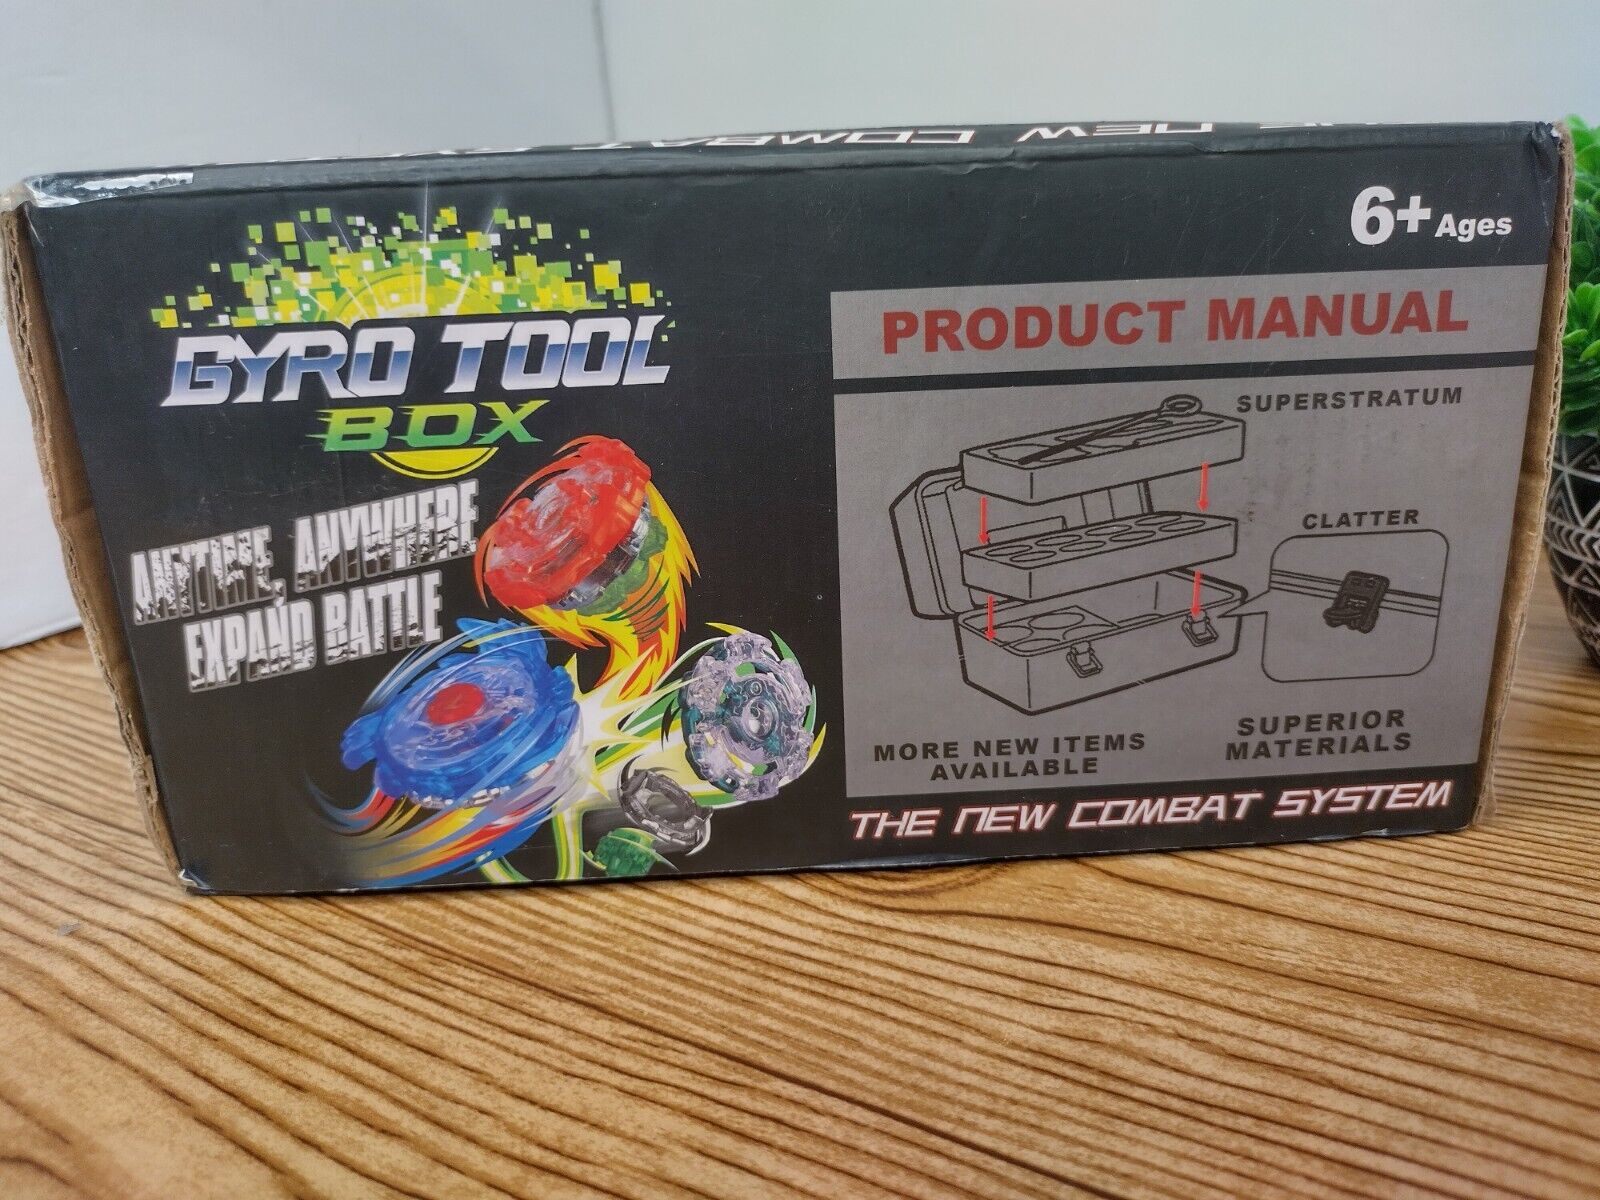 THE NEW COMBAT
6+ Ages
GYRO TOOL
BOX
ANYTIME, ANYWHERE
EXPAND BATTLE
PRODUCT MANUAL
SUPERSTRATUM
CLATTER
MORE NEW ITEMS
AVAILABLE
SUPERIOR
MATERIALS
THE NEW COMBAT SYSTEM